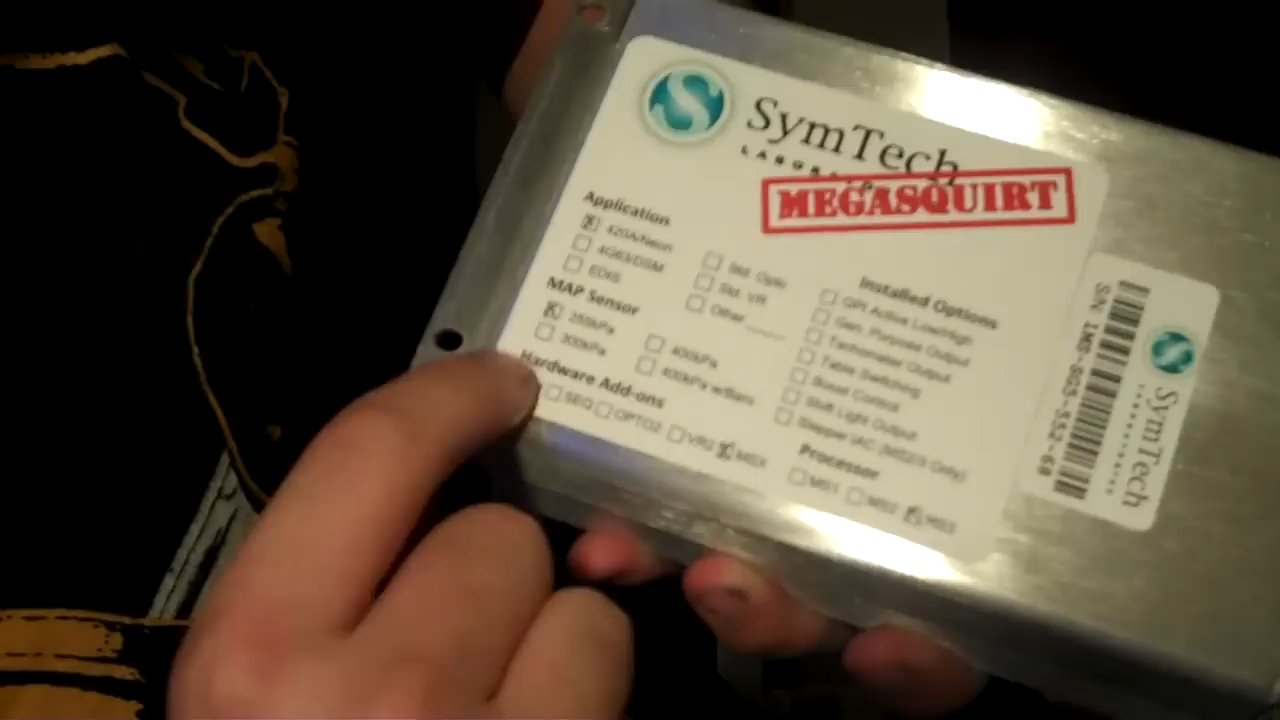 SymTech
MEGASQUIRT
Application
420A/Neon
4G63/DSM
EDIS
Std. Opto
Std. VR
Other
MAP Sensor
250kPa
300kPa
400kPa
400kPa w/Baro
Hardware Add-ons
SEQ
OPTO2
VR2
MSX
Installed Options
GPI Active Low/High
Gen. Purpose Output
Tachometer Output
Table Switching
Boost Control
Shift Light Output
Stepper IAC (MS2/3 Only)
Processor
MS1
MS2
MS3
SymTech
LABORATORIES